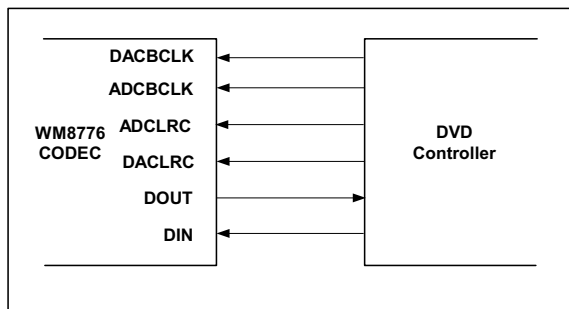 DACBCLK
ADCBCLK
ADCLRC
DACLRC
DOUT
DIN
WM8776
CODEC
DVD
Controller